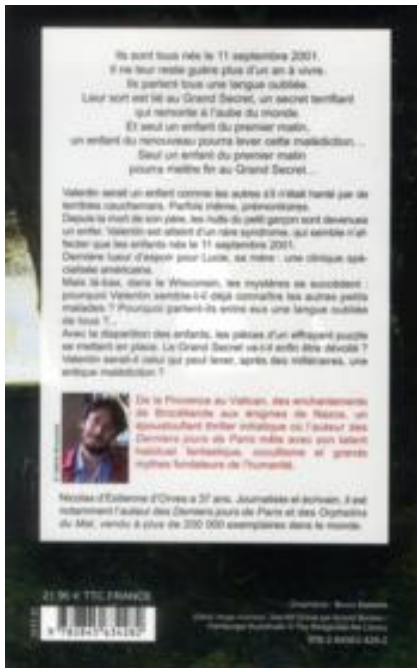 Ils sont tous nés le 11 septembre 2001.
Il ne leur reste guère plus d'un an à vivre.
Ils parlent tous une langue oubliée.
Leur sort est lié au Grand Secret, un secret terrifiant
qui remonte à l'aube du monde.
Et seul un enfant du premier matin,
un enfant du renouveau pourra lever cette malédiction...
Seul un enfant du premier matin
pourra mettre fin au Grand Secret...
Valentin serait un enfant comme les autres s'il n'était hanté par de
terribles cauchemars. Parfois même, prémonitoires.
Depuis la mort de son père, les nuits du petit garçon sont devenues
un enfer. Valentin est atteint d'un rare syndrome, qui semble n'af-
fecter que les enfants nés le 11 septembre 2001.
Dernière lueur d'espoir pour Lucie, sa mère : une clinique spé-
cialisée américaine.
Mais là-bas, dans le Wisconsin, les mystères se succèdent :
pourquoi Valentin semble-t-il déjà connaître les autres petits
malades ? Pourquoi parlent-ils entre eux une langue oubliée
de tous ?...
Avec la disparition des enfants, les pièces d'un effrayant puzzle
se mettent en place. Le Grand Secret va-t-il enfin être dévoilé ?
Valentin serait-il celui qui peut lever, après des millénaires, une
antique malédiction ?
De la Provence au Vatican, des enchantements
de Brocéliande aux énigmes de Naxos, un
époustouflant thriller initiatique où l'auteur des
Derniers jours de Paris mêle avec son talent
habituel fantastique, occultisme et grands
mythes fondateurs de l'humanité.
Nicolas d'Estienne d'Orves a 37 ans. Journaliste et écrivain, il est
notamment l'auteur des Derniers jours de Paris et des Orphelins
du Mal, vendu à plus de 200 000 exemplaires dans le monde.
21,95 € TTC FRANCE
9 782845 634282